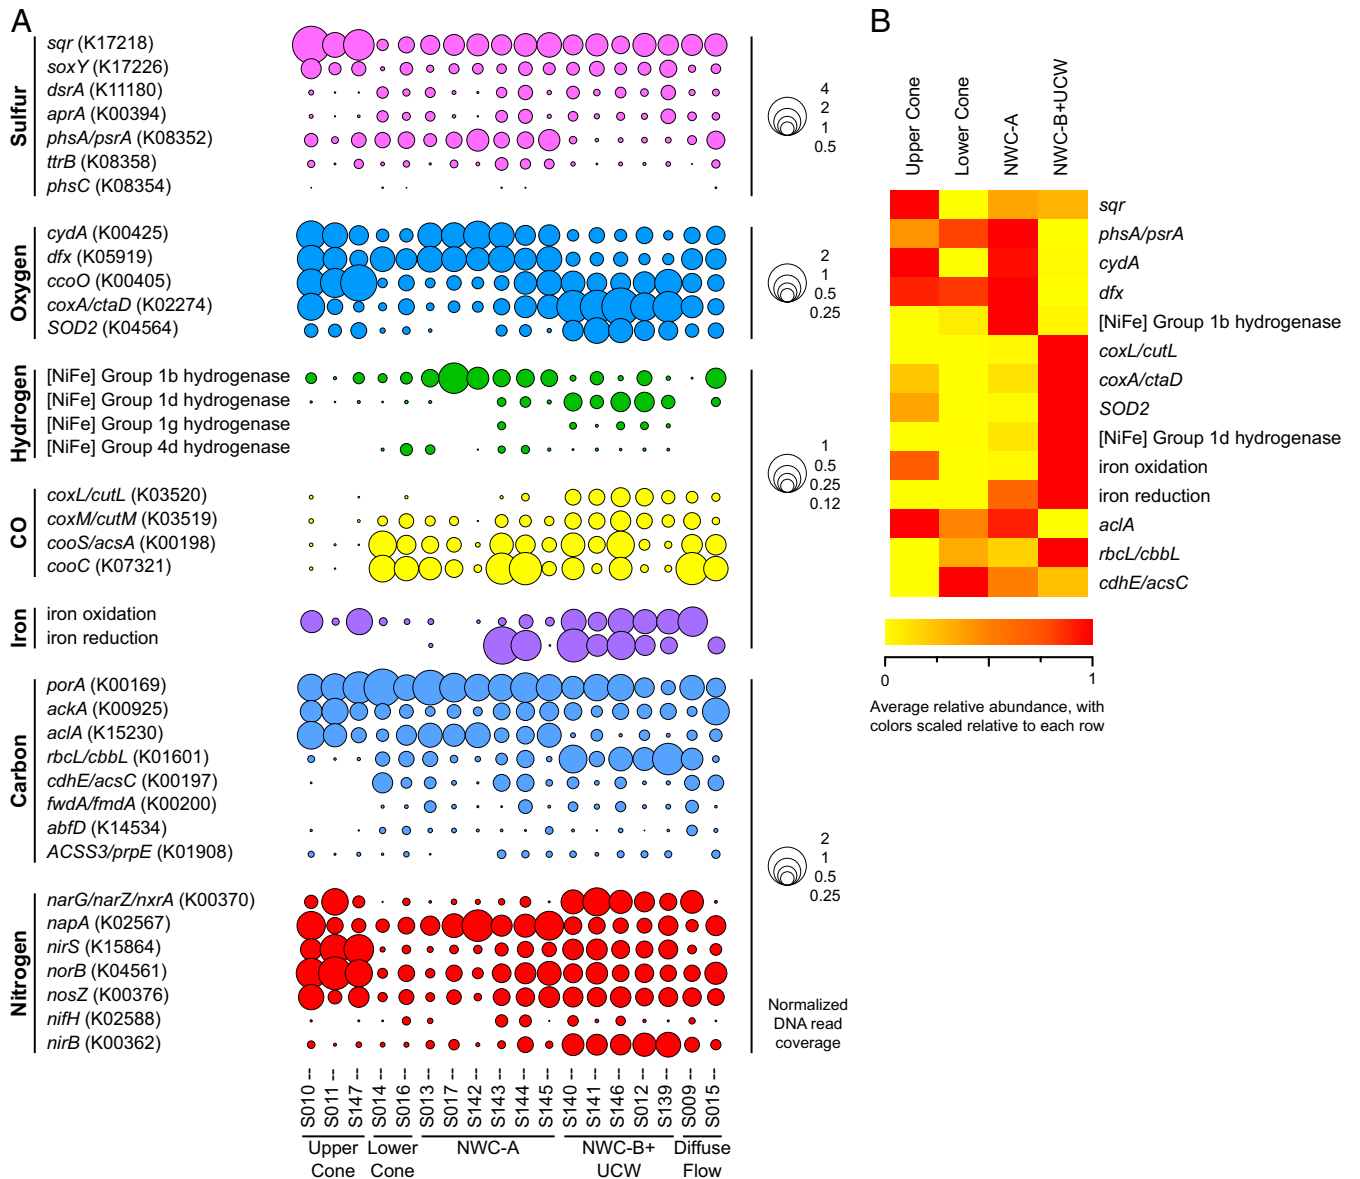 A
Sulfur
sqr (K17218)
soxY (K17226)
dsrA (K11180)
aprA (K00394)
phsA/psrA (K08352)
ttrB (K08358)
phsC (K08354)
4
2
1
0.5
Oxygen
cydA (K00425)
dfx (K05919)
ccoO (K00405)
coxA/ctaD (K02274)
SOD2 (K04564)
2
1
0.5
0.25
Hydrogen
[NiFe] Group 1b hydrogenase
[NiFe] Group 1d hydrogenase
[NiFe] Group 1g hydrogenase
[NiFe] Group 4d hydrogenase
1
0.5
0.25
0.12
CO
coxL/cutL (K03520)
coxM/cutM (K03519)
cooS/acsA (K00198)
cooC (K07321)
Iron
iron oxidation
iron reduction
Carbon
porA (K00169)
ackA (K00925)
aclA (K15230)
rbcL/cbbL (K01601)
cdhE/acsC (K00197)
fwdA/fmdA (K00200)
abfD (K14534)
ACSS3/prpE (K01908)
2
1
0.5
0.25
Nitrogen
narG/narZ/nxrA (K00370)
napA (K02567)
nirS (K15864)
norB (K04561)
nosZ (K00376)
nifH (K02588)
nirB (K00362)
Normalized
DNA read
coverage
S010 --
S011 --
S147 --
S014 --
S016 --
S013 --
S017 --
S142 --
S143 --
S144 --
S145 --
S140 --
S141 --
S146 --
S012 --
S139 --
S009 --
S015 --
Upper
Cone
Lower
Cone
NWC-A
NWC-B+
UCW
Diffuse
Flow
B
Upper Cone
Lower Cone
NWC-A
NWC-B+UCW
sqr
phsA/psrA
cydA
dfx
[NiFe] Group 1b hydrogenase
coxL/cutL
coxA/ctaD
SOD2
[NiFe] Group 1d hydrogenase
iron oxidation
iron reduction
aclA
rbcL/cbbL
cdhE/acsC
0
1
Average relative abundance, with
colors scaled relative to each row